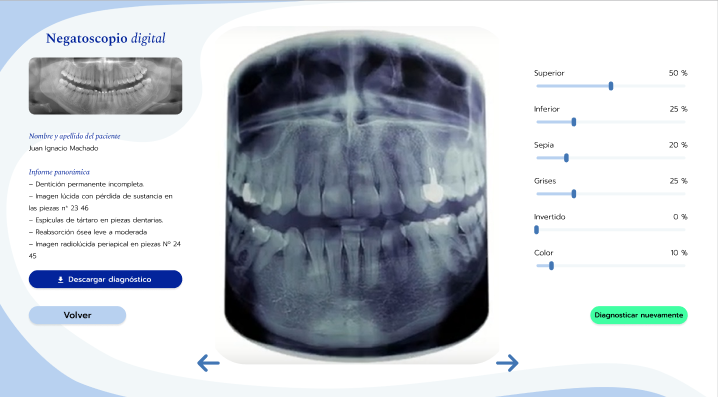 Negatoscopio digital
Nombre y apellido del paciente
Juan Ignacio Machado
Informe panorámica
– Dentición permanente incompleta.
– Imagen lúcida con pérdida de sustancia en
las piezas n° 23 46
– Espículas de tártaro en piezas dentarias.
– Reabsorción ósea leve a moderada
– Imagen radiolúcida periapical en piezas Nº 24
45
Descargar diagnóstico
Volver
Superior 50 %
Inferior 25 %
Sepia 20 %
Grises 25 %
Invertido 0 %
Color 10 %
Diagnosticar nuevamente